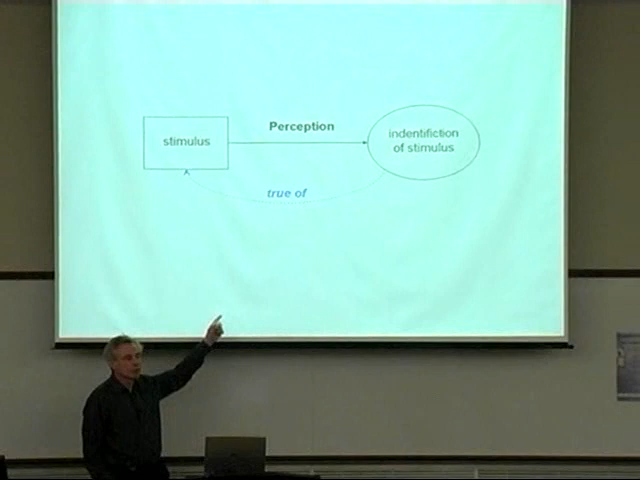 Perception
stimulus
indentifiction
of stimulus
true of